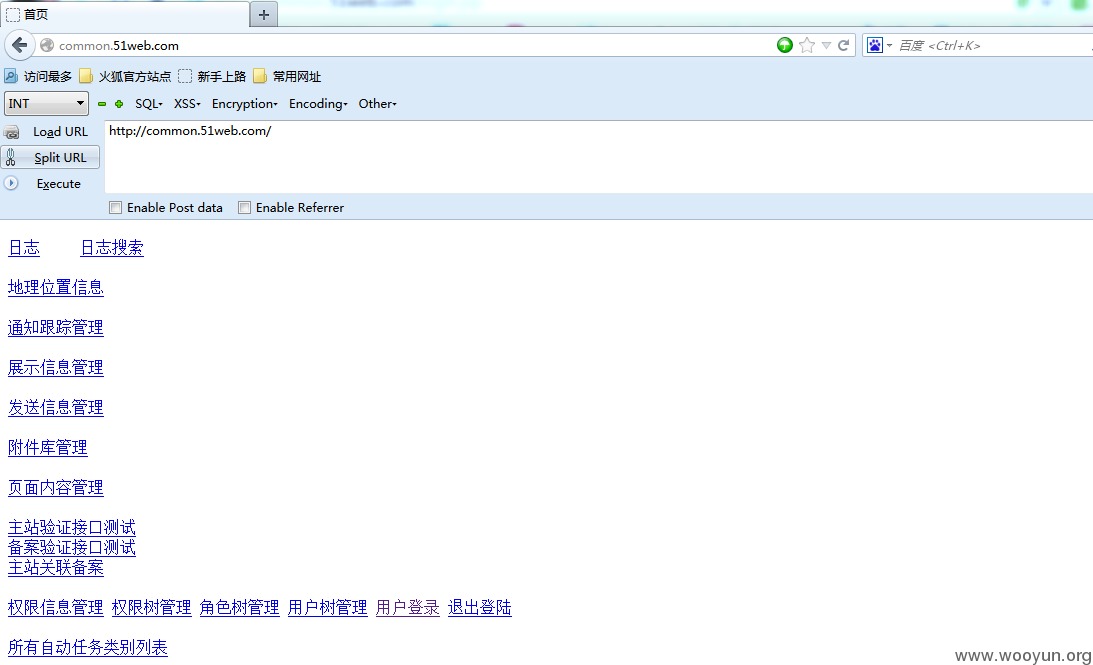 首页
common.51web.com
百度 <Ctrl+K>
访问最多 火狐官方站点 新手上路 常用网址
INT SQL XSS Encryption Encoding Other
Load URL http://common.51web.com/
Split URL
Execute
Enable Post data Enable Referrer
日志 日志搜索
地理位置信息
通知跟踪管理
展示信息管理
发送信息管理
附件库管理
页面内容管理
主站验证接口测试
备案验证接口测试
主站关联备案
权限信息管理 权限树管理 角色树管理 用户树管理 用户登录 退出登陆
所有自动任务类别列表
www.wooyun.org